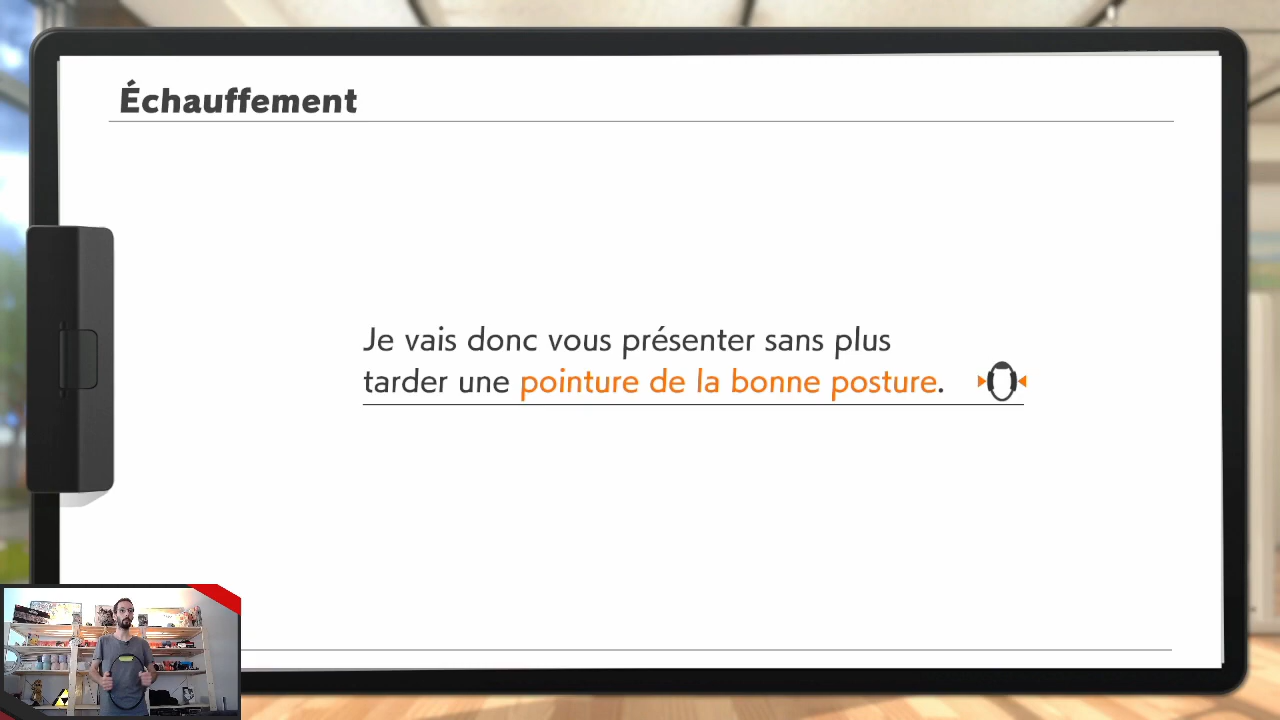 Échauffement
Je vais donc vous présenter sans plus
tarder une pointure de la bonne posture.